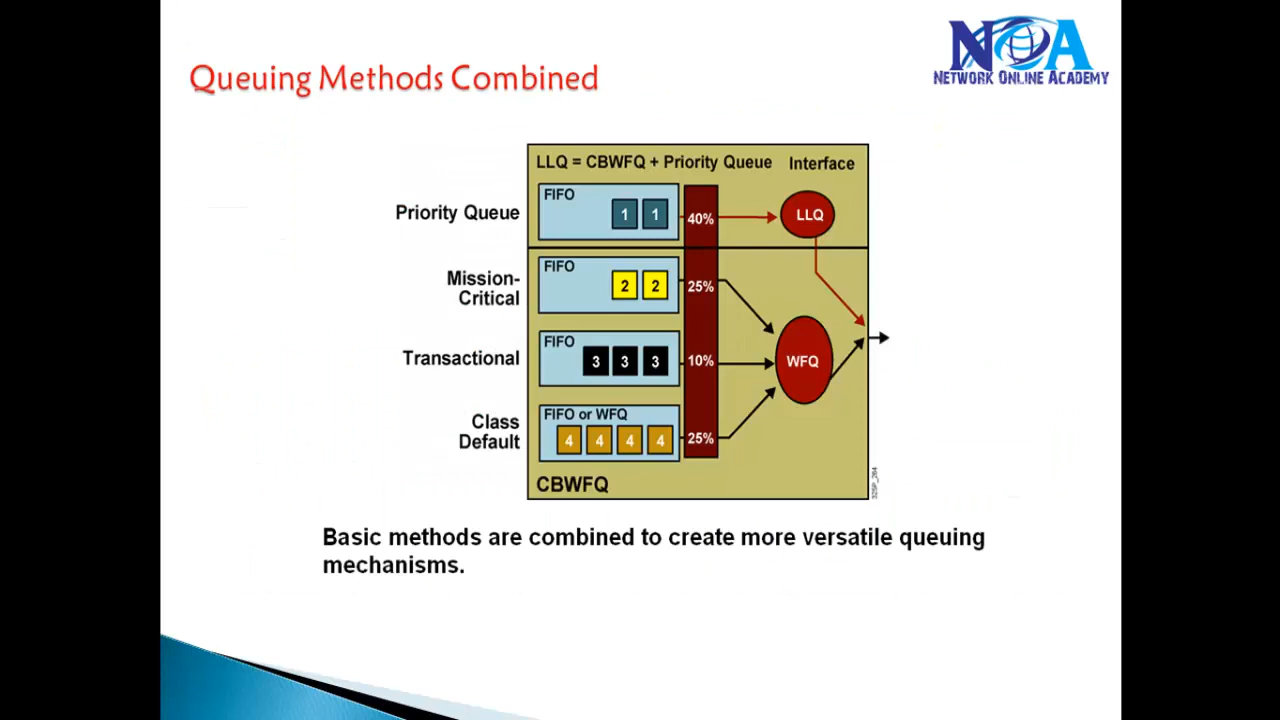 NOA
NETWORK ONLINE ACADEMY
Queuing Methods Combined
LLQ = CBWFQ + Priority Queue Interface
Priority Queue
FIFO
1 1
40%
LLQ
Mission-
Critical
FIFO
2 2
25%
Transactional
FIFO
3 3 3
10%
WFQ
Class
Default
FIFO or WFQ
4 4 4 4
25%
CBWFQ
325P_264
Basic methods are combined to create more versatile queuing
mechanisms.